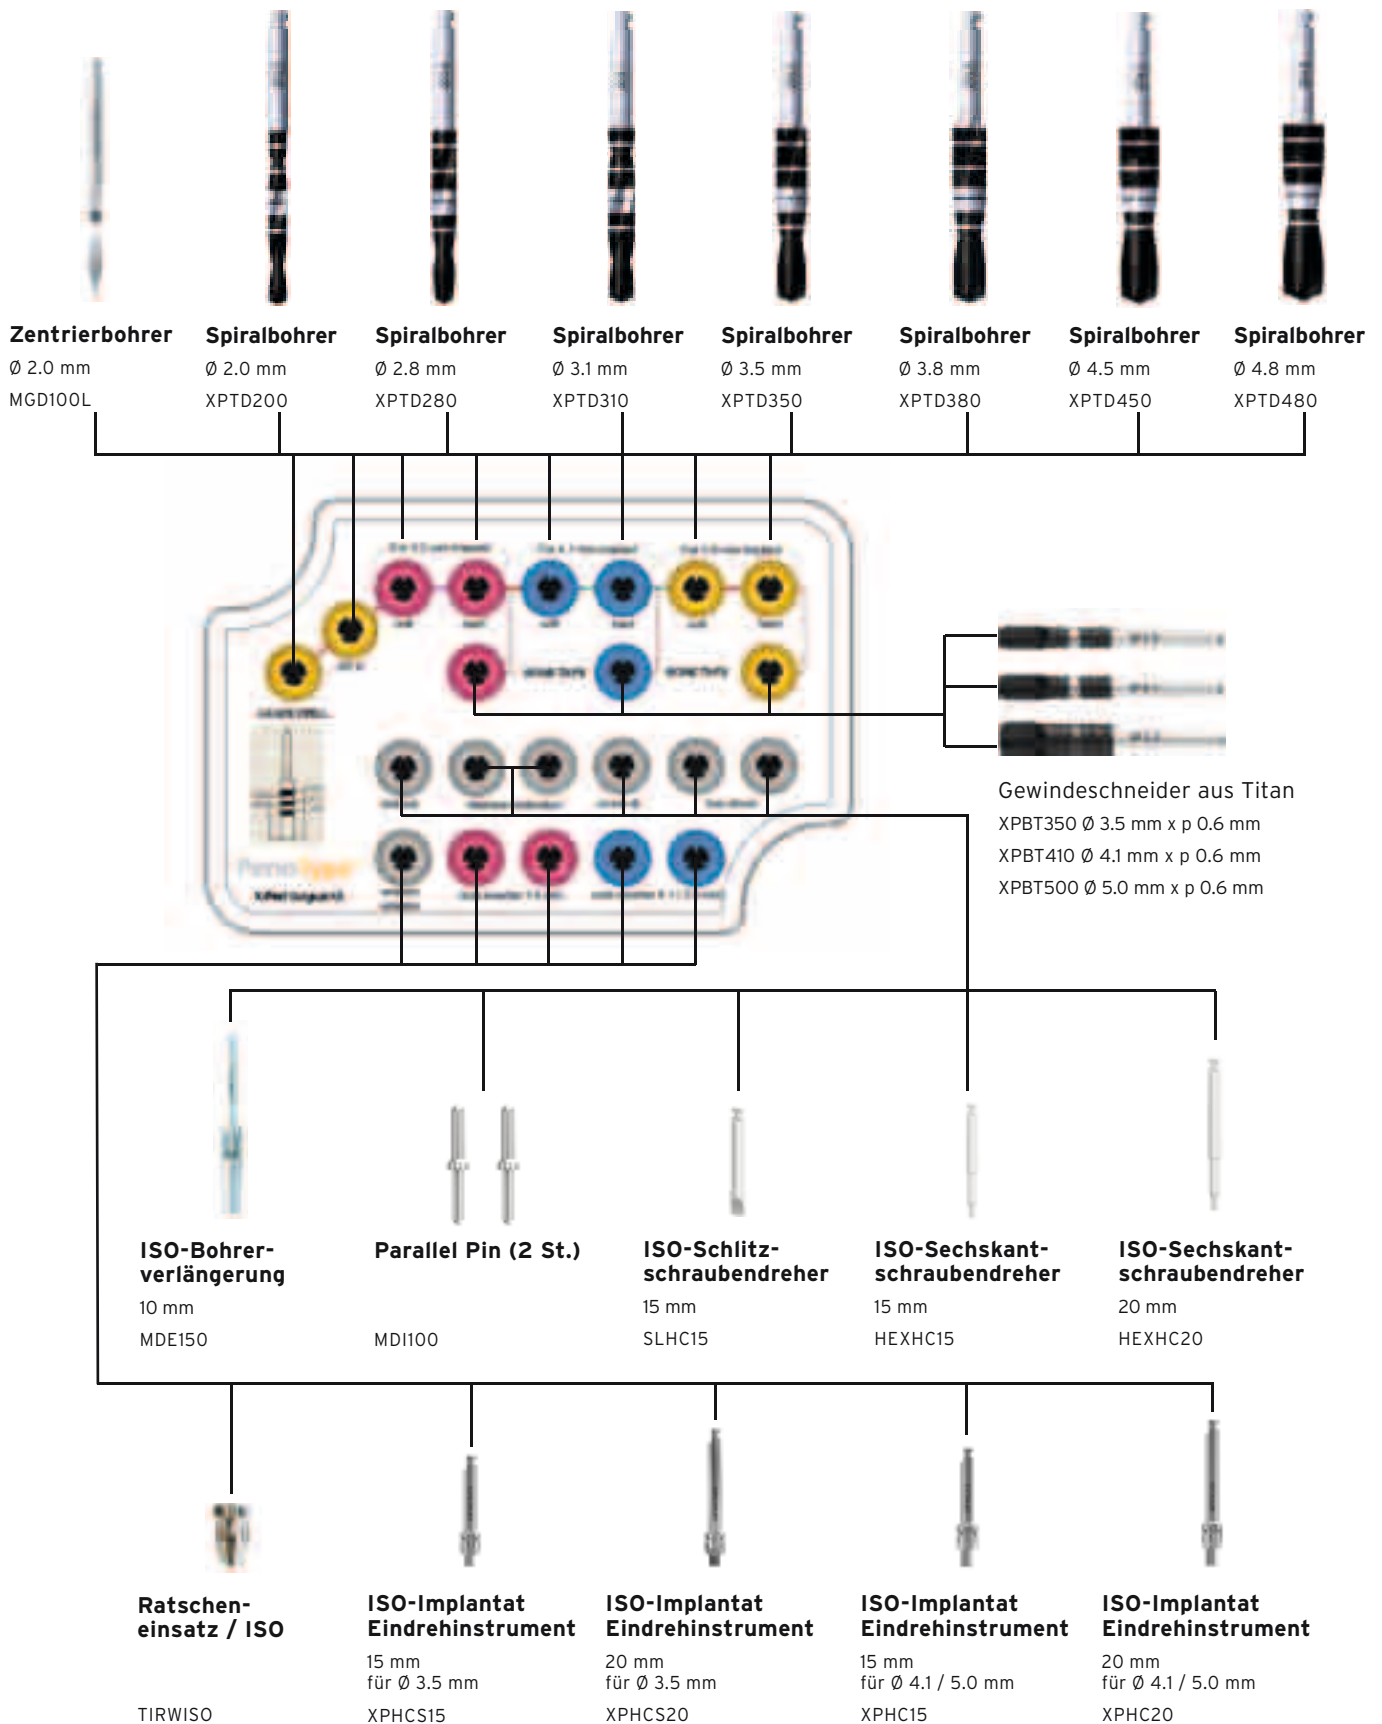 Zentrierbohrer
Ø 2.0 mm
MGD100L
Spiralbohrer
Ø 2.0 mm
XPTD200
Spiralbohrer
Ø 2.8 mm
XPTD280
Spiralbohrer
Ø 3.1 mm
XPTD310
Spiralbohrer
Ø 3.5 mm
XPTD350
Spiralbohrer
Ø 3.8 mm
XPTD380
Spiralbohrer
Ø 4.5 mm
XPTD450
Spiralbohrer
Ø 4.8 mm
XPTD480
Gewindeschneider aus Titan
XPBT350 Ø 3.5 mm x p 0.6 mm
XPBT410 Ø 4.1 mm x p 0.6 mm
XPBT500 Ø 5.0 mm x p 0.6 mm
ISO-Bohrer-
verlängerung
10 mm
MDE150
Parallel Pin (2 St.)
MDI100
ISO-Schlitz-
schraubendreher
15 mm
SLHC15
ISO-Sechskant-
schraubendreher
15 mm
HEXHC15
ISO-Sechskant-
schraubendreher
20 mm
HEXHC20
Ratschen-
einsatz / ISO
TIRWISO
ISO-Implantat
Eindrehinstrument
15 mm
für Ø 3.5 mm
XPHCS15
ISO-Implantat
Eindrehinstrument
20 mm
für Ø 3.5 mm
XPHCS20
ISO-Implantat
Eindrehinstrument
15 mm
für Ø 4.1 / 5.0 mm
XPHC15
ISO-Implantat
Eindrehinstrument
20 mm
für Ø 4.1 / 5.0 mm
XPHC20